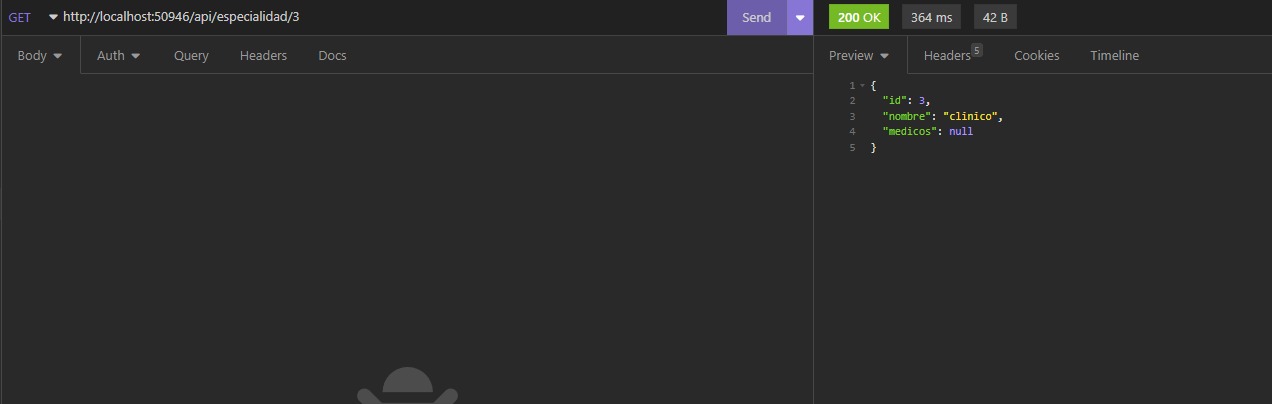 GET http://localhost:50946/api/especialidad/3 Send 200 OK 364 ms 42 B
Body Auth Query Headers Docs Preview Headers 5 Cookies Timeline
1 {
2 "id": 3,
3 "nombre": "clinico",
4 "medicos": null
5 }